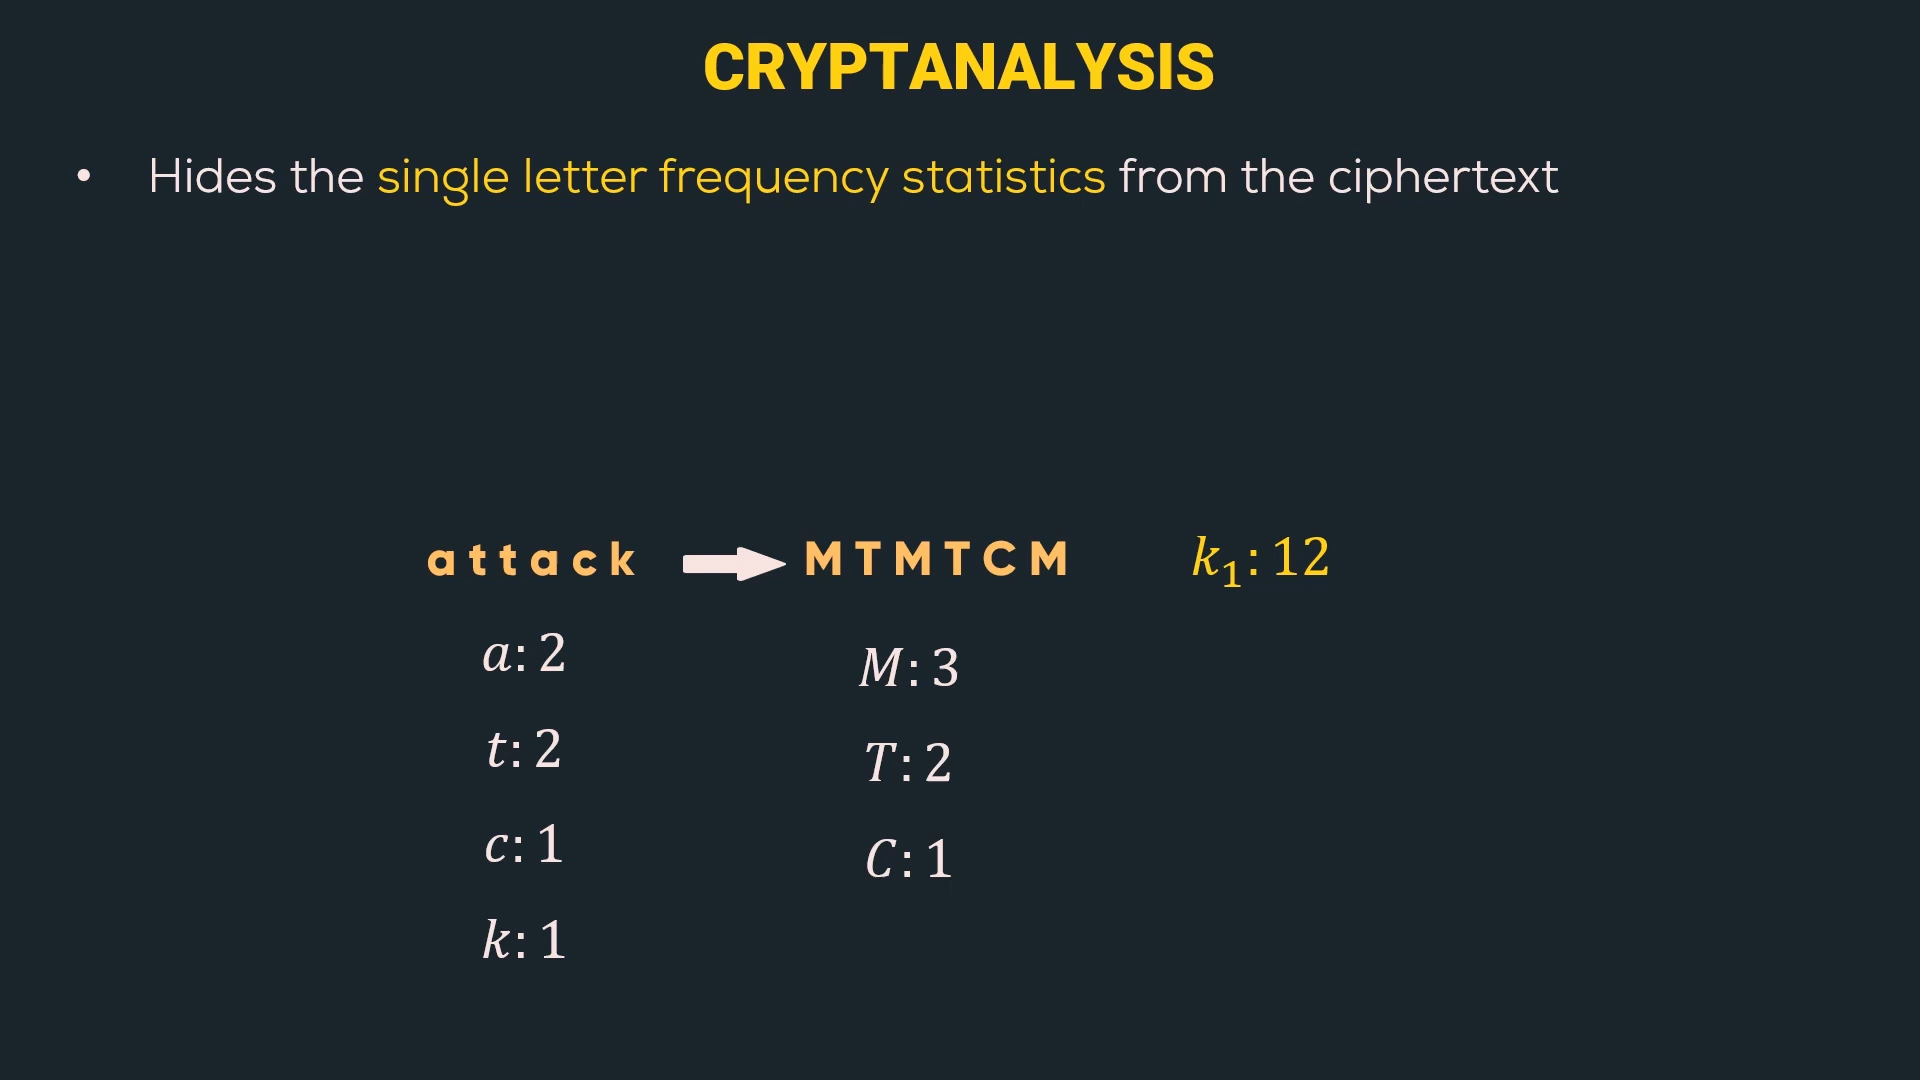 CRYPTANALYSIS
• Hides the single letter frequency statistics from the ciphertext
attack MTMTCM k₁: 12
a: 2
M: 3
t: 2
T: 2
c: 1
C: 1
k: 1